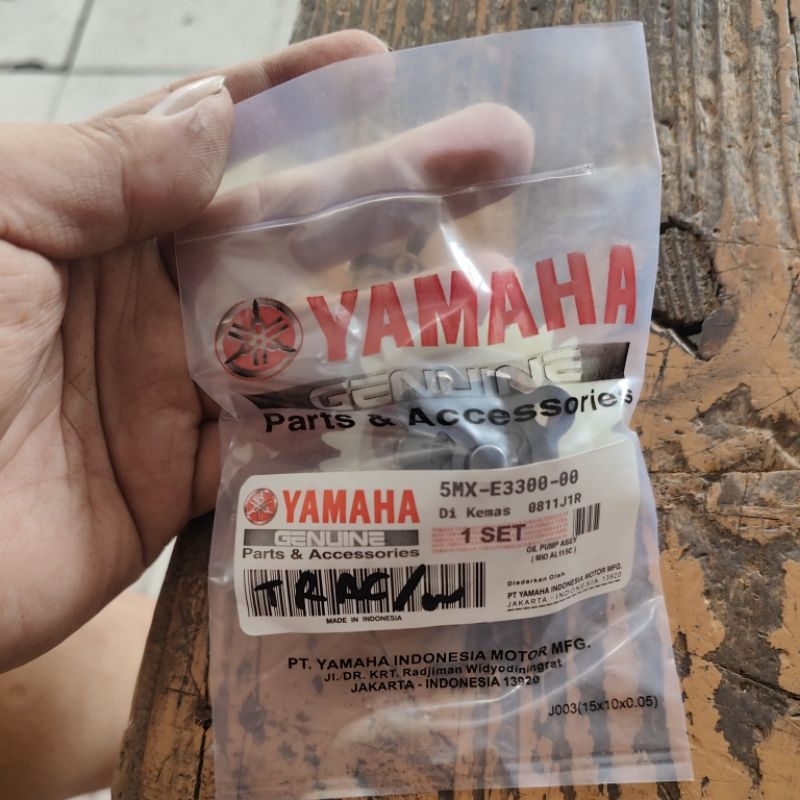 YAMAHA
GENUINE
Parts & Accessories
YAMAHA
GENUINE
Parts & Accessories
5MX-E3300-00
Di Kemas 0811J1R
1 SET
OIL PUMP ASSY
( MIO AL115C )
Diedarkan Oleh
PT YAMAHA INDONESIA MOTOR MFG.
JAKARTA - INDONESIA 13920
MADE IN INDONESIA
PT. YAMAHA INDONESIA MOTOR MFG.
Jl. DR. KRT. Radjiman Widyodiningrat
JAKARTA - INDONESIA 13920
J003(15x10x0.05)